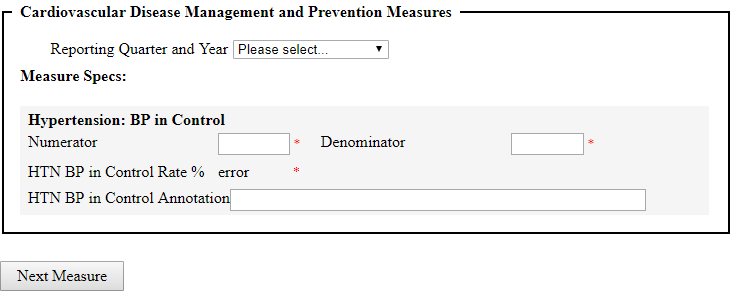 Cardiovascular Disease Management and Prevention Measures
Reporting Quarter and Year Please select...
Measure Specs:
Hypertension: BP in Control
Numerator * Denominator *
HTN BP in Control Rate % error *
HTN BP in Control Annotation
Next Measure